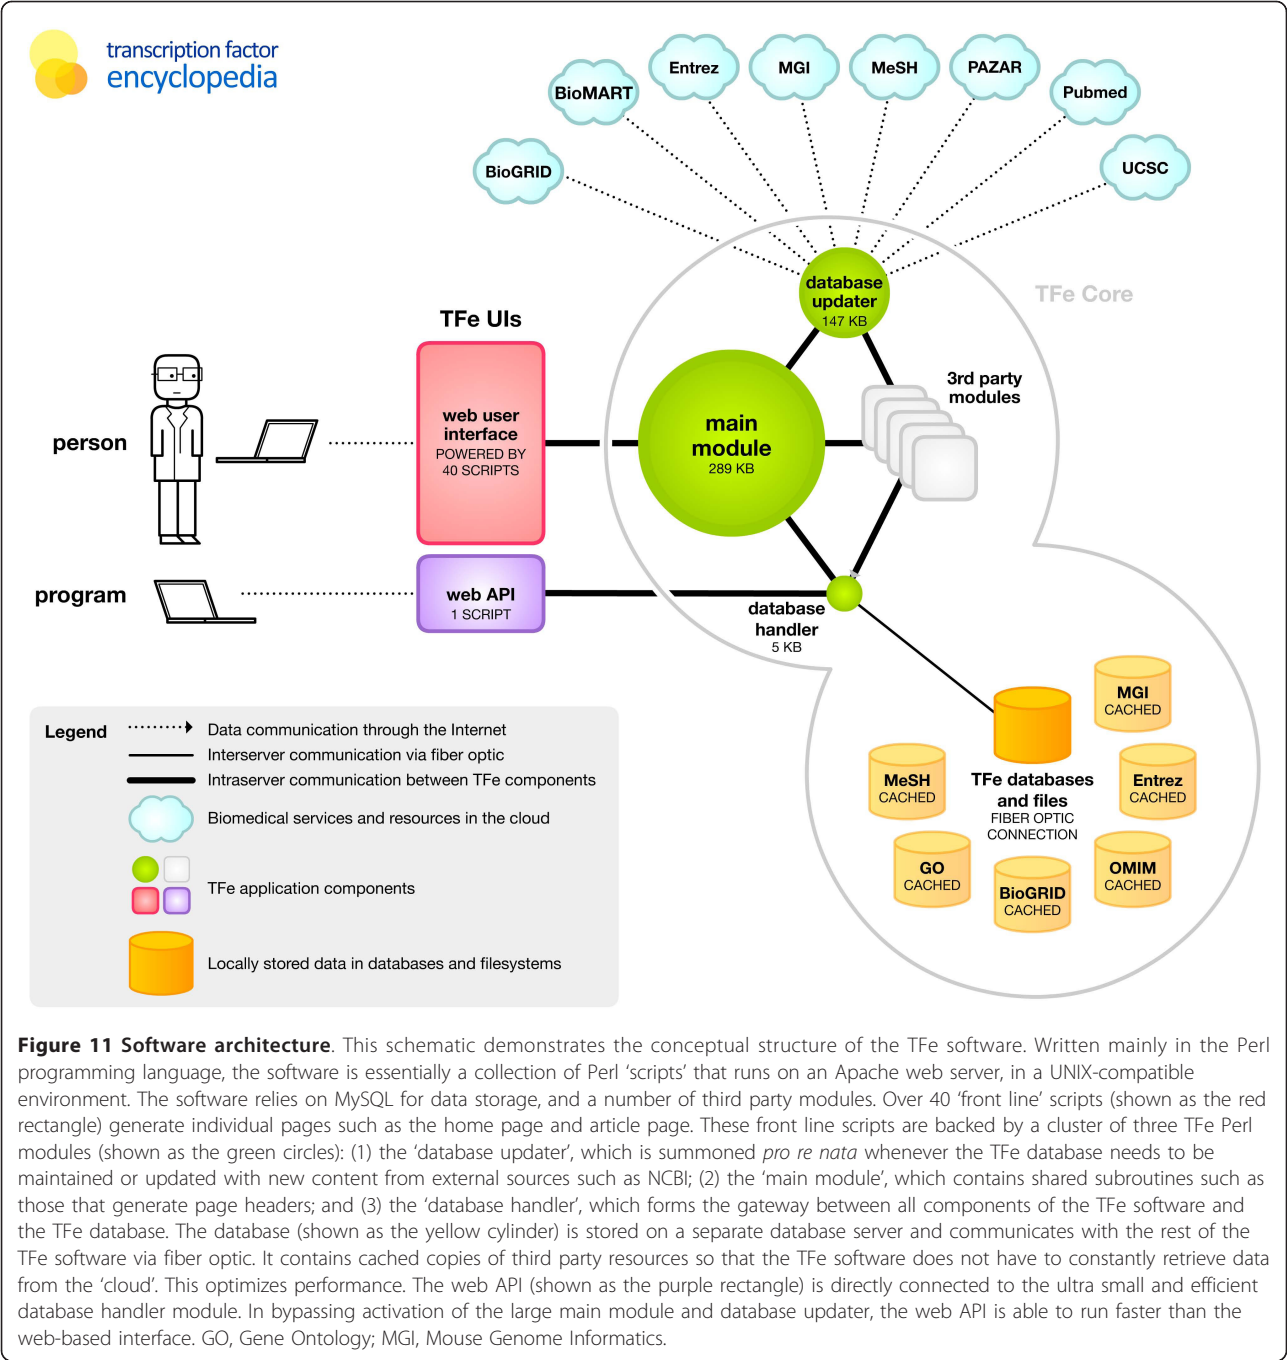 transcription factor
encyclopedia
BioGRID
BioMART
Entrez
MGI
MeSH
PAZAR
Pubmed
UCSC
TFe Core
database
updater
147 KB
TFe UIs
3rd party
modules
person
web user
interface
POWERED BY
40 SCRIPTS
main
module
289 KB
program
web API
1 SCRIPT
database
handler
5 KB
MGI
CACHED
MeSH
CACHED
TFe databases
and files
FIBER OPTIC
CONNECTION
Entrez
CACHED
GO
CACHED
BioGRID
CACHED
OMIM
CACHED
Legend
Data communication through the Internet
Interserver communication via fiber optic
Intraserver communication between TFe components
Biomedical services and resources in the cloud
TFe application components
Locally stored data in databases and filesystems
Figure 11 Software architecture. This schematic demonstrates the conceptual structure of the TFe software. Written mainly in the Perl
programming language, the software is essentially a collection of Perl ‘scripts’ that runs on an Apache web server, in a UNIX-compatible
environment. The software relies on MySQL for data storage, and a number of third party modules. Over 40 ‘front line’ scripts (shown as the red
rectangle) generate individual pages such as the home page and article page. These front line scripts are backed by a cluster of three TFe Perl
modules (shown as the green circles): (1) the ‘database updater’, which is summoned pro re nata whenever the TFe database needs to be
maintained or updated with new content from external sources such as NCBI; (2) the ‘main module’, which contains shared subroutines such as
those that generate page headers; and (3) the ‘database handler’, which forms the gateway between all components of the TFe software and
the TFe database. The database (shown as the yellow cylinder) is stored on a separate database server and communicates with the rest of the
TFe software via fiber optic. It contains cached copies of third party resources so that the TFe software does not have to constantly retrieve data
from the ‘cloud’. This optimizes performance. The web API (shown as the purple rectangle) is directly connected to the ultra small and efficient
database handler module. In bypassing activation of the large main module and database updater, the web API is able to run faster than the
web-based interface. GO, Gene Ontology; MGI, Mouse Genome Informatics.